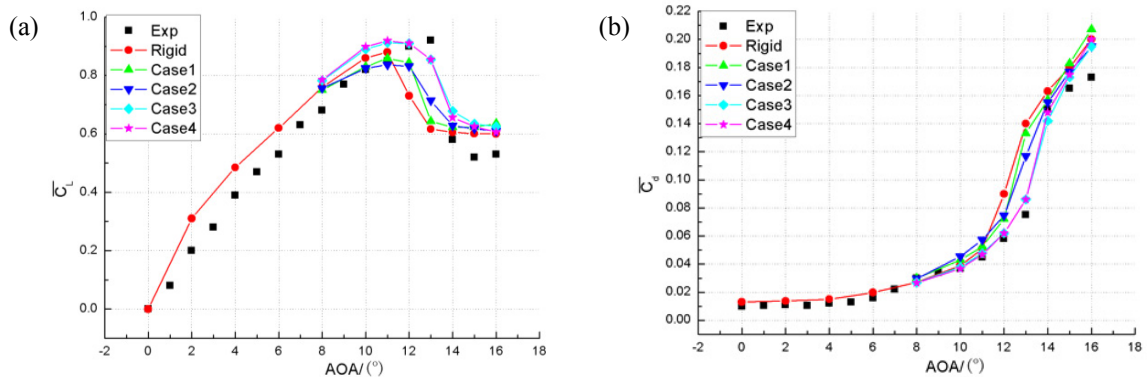 (a)
Exp
Rigid
Case1
Case2
Case3
Case4
C_L
1.0
0.8
0.6
0.4
0.2
0.0
-2 0 2 4 6 8 10 12 14 16 18
AOA/(°)
(b)
Exp
Rigid
Case1
Case2
Case3
Case4
C_d
0.20
0.18
0.16
0.14
0.12
0.10
0.08
0.06
0.04
0.02
0.00
-2 0 2 4 6 8 10 12 14 16 18
AOA/(°)